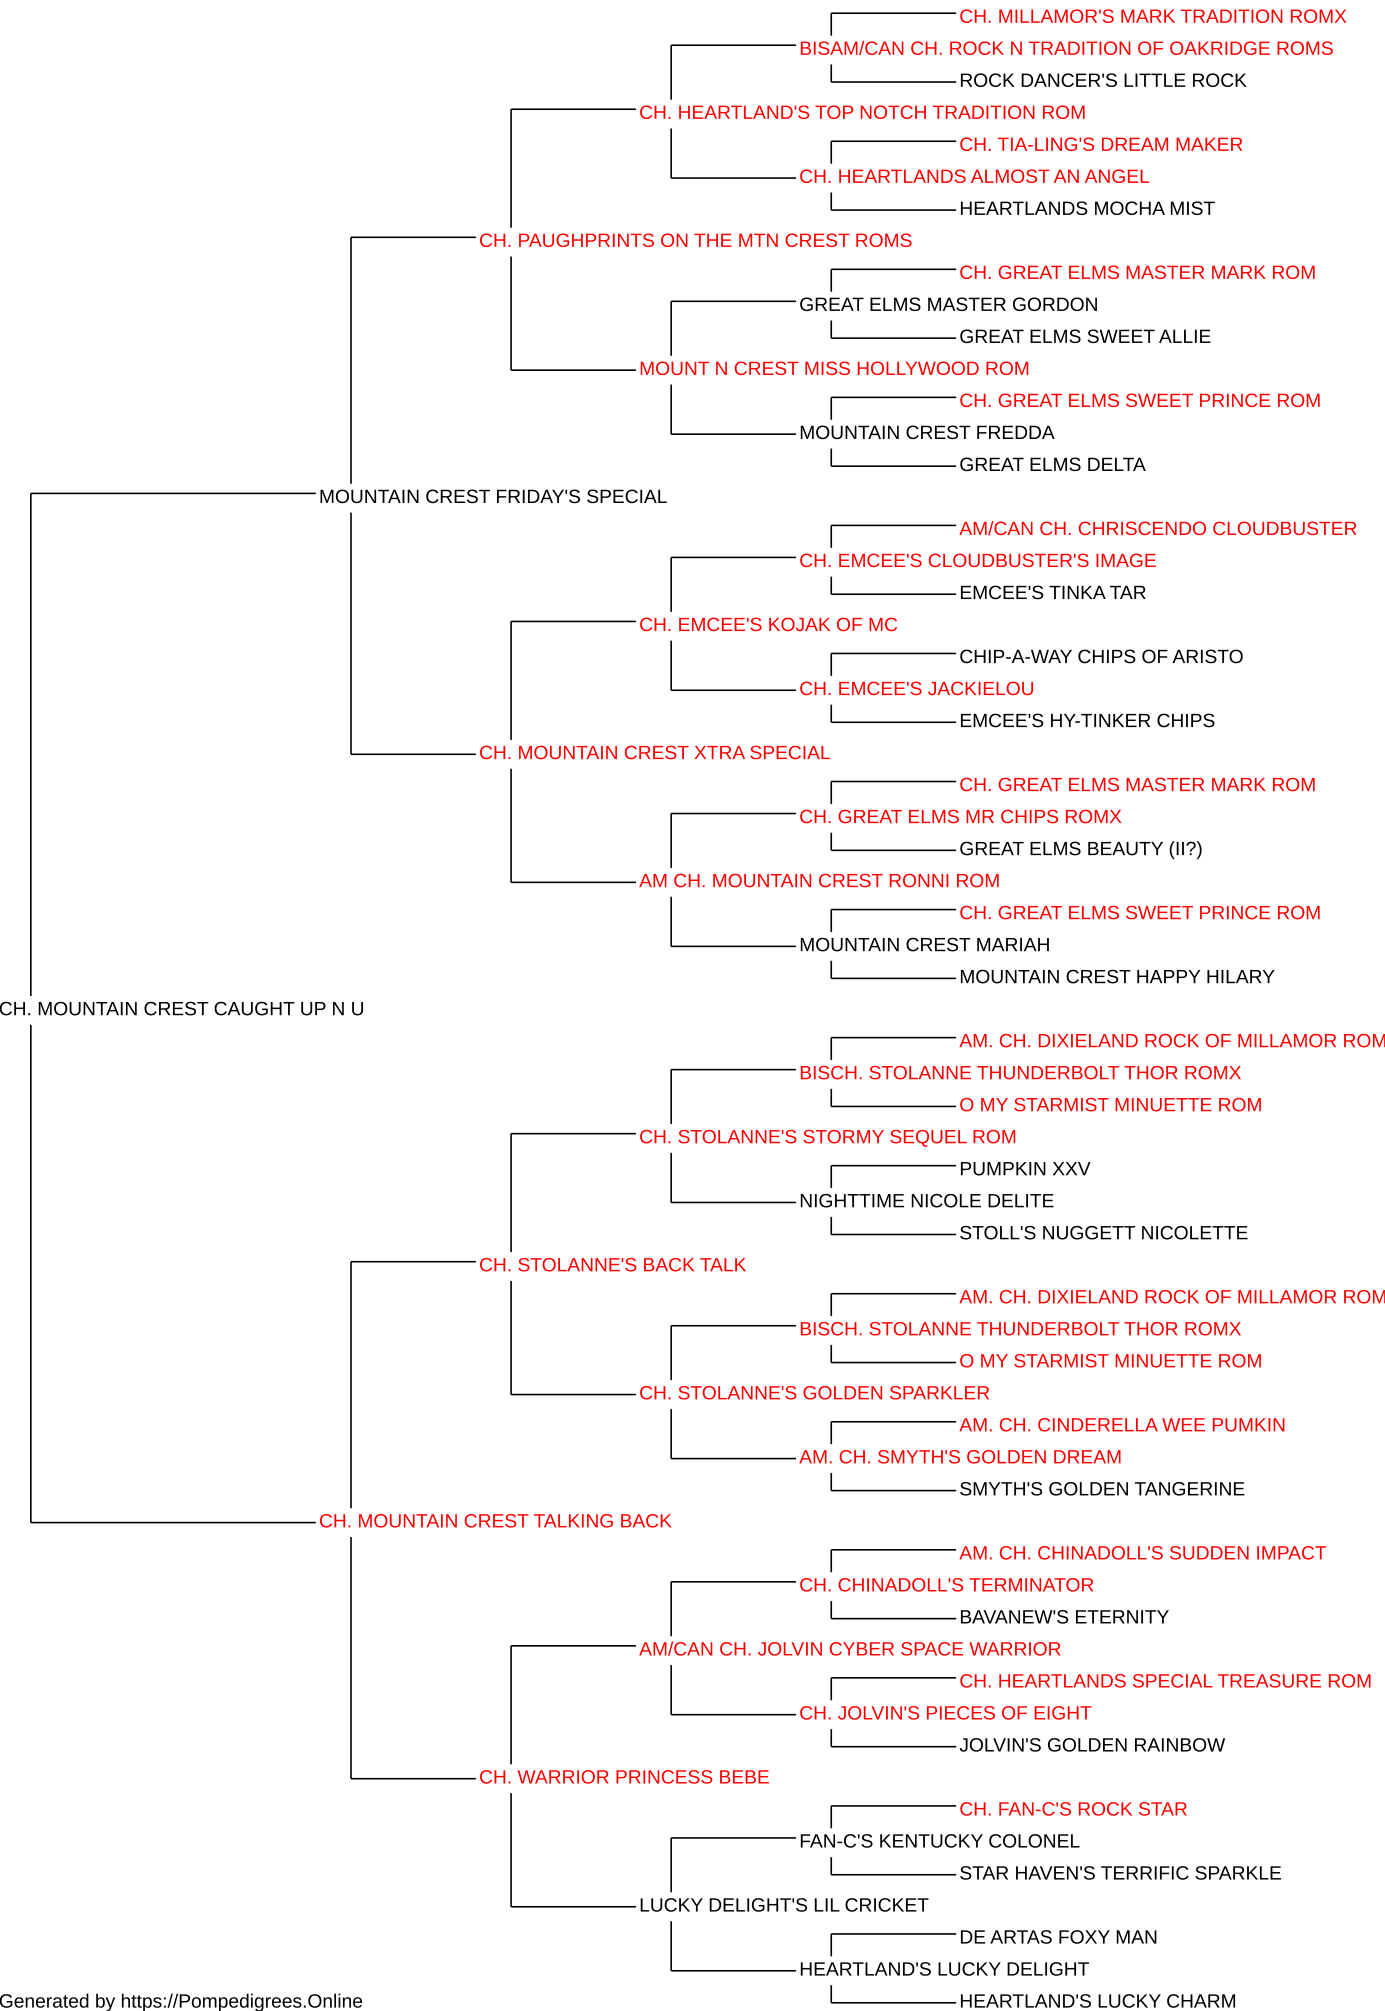 CH. MILLAMOR'S MARK TRADITION ROMX
BISAM/CAN CH. ROCK N TRADITION OF OAKRIDGE ROMS
ROCK DANCER'S LITTLE ROCK
CH. HEARTLAND'S TOP NOTCH TRADITION ROM
CH. TIA-LING'S DREAM MAKER
CH. HEARTLANDS ALMOST AN ANGEL
HEARTLANDS MOCHA MIST
CH. PAUGHPRINTS ON THE MTN CREST ROMS
CH. GREAT ELMS MASTER MARK ROM
GREAT ELMS MASTER GORDON
GREAT ELMS SWEET ALLIE
MOUNT N CREST MISS HOLLYWOOD ROM
CH. GREAT ELMS SWEET PRINCE ROM
MOUNTAIN CREST FREDDA
GREAT ELMS DELTA
MOUNTAIN CREST FRIDAY'S SPECIAL
AM/CAN CH. CHRISCENDO CLOUDBUSTER
CH. EMCEE'S CLOUDBUSTER'S IMAGE
EMCEE'S TINKA TAR
CH. EMCEE'S KOJAK OF MC
CHIP-A-WAY CHIPS OF ARISTO
CH. EMCEE'S JACKIELOU
EMCEE'S HY-TINKER CHIPS
CH. MOUNTAIN CREST XTRA SPECIAL
CH. GREAT ELMS MASTER MARK ROM
CH. GREAT ELMS MR CHIPS ROMX
GREAT ELMS BEAUTY (II?)
AM CH. MOUNTAIN CREST RONNI ROM
CH. GREAT ELMS SWEET PRINCE ROM
MOUNTAIN CREST MARIAH
MOUNTAIN CREST HAPPY HILARY
CH. MOUNTAIN CREST CAUGHT UP N U
AM. CH. DIXIELAND ROCK OF MILLAMOR ROM
BISCH. STOLANNE THUNDERBOLT THOR ROMX
O MY STARMIST MINUETTE ROM
CH. STOLANNE'S STORMY SEQUEL ROM
PUMPKIN XXV
NIGHTTIME NICOLE DELITE
STOLL'S NUGGETT NICOLETTE
CH. STOLANNE'S BACK TALK
AM. CH. DIXIELAND ROCK OF MILLAMOR ROM
BISCH. STOLANNE THUNDERBOLT THOR ROMX
O MY STARMIST MINUETTE ROM
CH. STOLANNE'S GOLDEN SPARKLER
AM. CH. CINDERELLA WEE PUMKIN
AM. CH. SMYTH'S GOLDEN DREAM
SMYTH'S GOLDEN TANGERINE
CH. MOUNTAIN CREST TALKING BACK
AM. CH. CHINADOLL'S SUDDEN IMPACT
CH. CHINADOLL'S TERMINATOR
BAVANEW'S ETERNITY
AM/CAN CH. JOLVIN CYBER SPACE WARRIOR
CH. HEARTLANDS SPECIAL TREASURE ROM
CH. JOLVIN'S PIECES OF EIGHT
JOLVIN'S GOLDEN RAINBOW
CH. WARRIOR PRINCESS BEBE
CH. FAN-C'S ROCK STAR
FAN-C'S KENTUCKY COLONEL
STAR HAVEN'S TERRIFIC SPARKLE
LUCKY DELIGHT'S LIL CRICKET
DE ARTAS FOXY MAN
HEARTLAND'S LUCKY DELIGHT
HEARTLAND'S LUCKY CHARM
Generated by https://Pompedigrees.Online